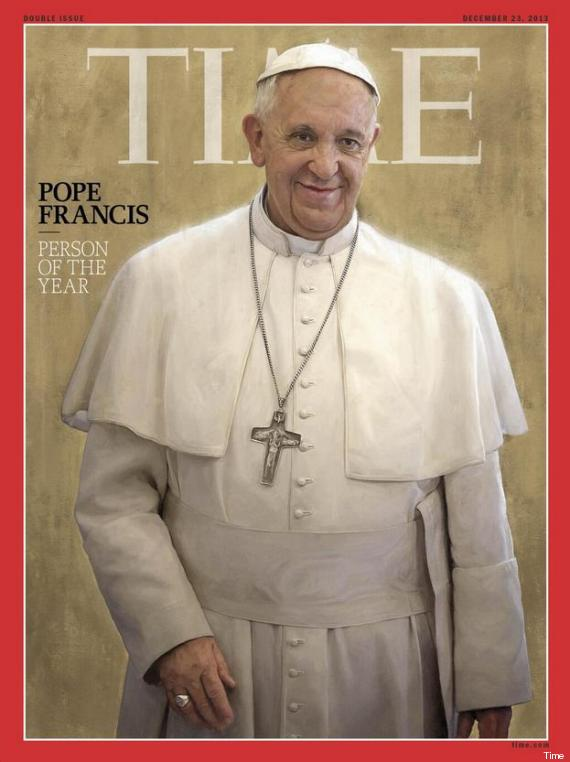 DOUBLE ISSUE
DECEMBER 23, 2013
TIME
POPE
FRANCIS
PERSON
OF THE
YEAR
time.com
Time